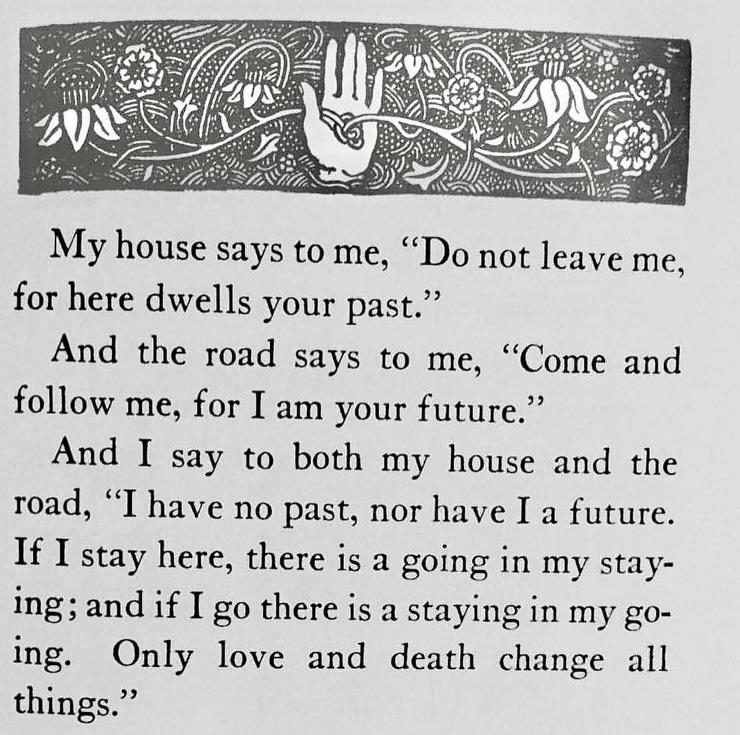 My house says to me, “Do not leave me,
for here dwells your past.”
And the road says to me, “Come and
follow me, for I am your future.”
And I say to both my house and the
road, “I have no past, nor have I a future.
If I stay here, there is a going in my stay-
ing; and if I go there is a staying in my go-
ing. Only love and death change all
things.”